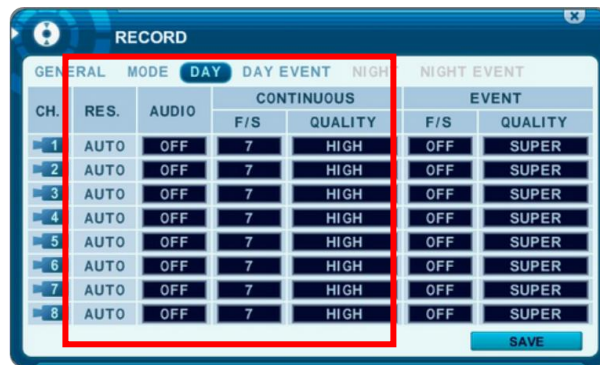 RECORD
GENERAL MODE DAY DAY EVENT NIGHT NIGHT EVENT
CH. RES. AUDIO CONTINUOUS EVENT
F/S QUALITY F/S QUALITY
1 AUTO OFF 7 HIGH OFF SUPER
2 AUTO OFF 7 HIGH OFF SUPER
3 AUTO OFF 7 HIGH OFF SUPER
4 AUTO OFF 7 HIGH OFF SUPER
5 AUTO OFF 7 HIGH OFF SUPER
6 AUTO OFF 7 HIGH OFF SUPER
7 AUTO OFF 7 HIGH OFF SUPER
8 AUTO OFF 7 HIGH OFF SUPER
SAVE